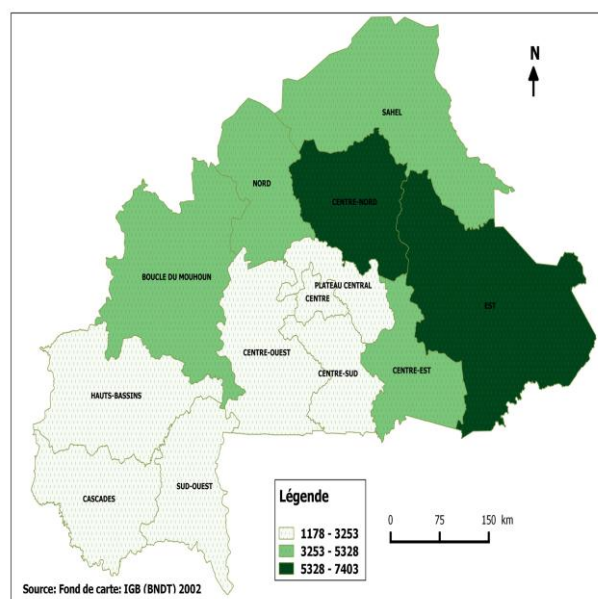 N
SAHEL
NORD
CENTRE-NORD
BOUCLE DU MOUHOUN
PLATEAU CENTRAL
CENTRE
EST
CENTRE-OUEST
CENTRE-SUD
CENTRE-EST
HAUTS-BASSINS
SUD-OUEST
CASCADES
Légende
1178 - 3253
3253 - 5328
5328 - 7403
0 75 150 km
Source: Fond de carte: IGB (BNDT) 2002